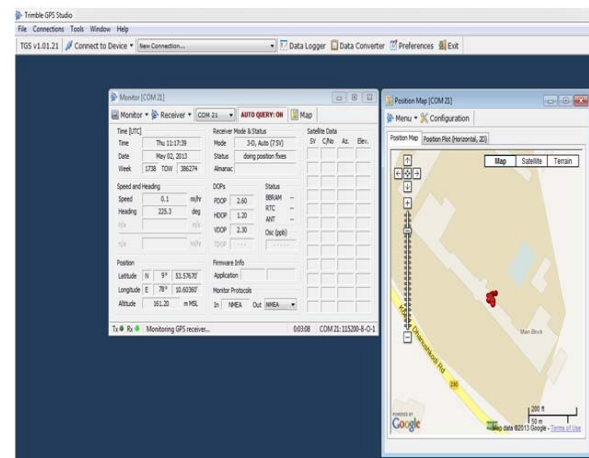 Trimble GPS Studio
File Connections Tools Window Help
TGS v1.01.21 Connect to Device New Connection... Data Logger Data Converter Preferences Exit
Monitor [COM 21]
Monitor Receiver COM 21 AUTO QUERY: ON Map
Time [UTC]
Time Thu 11:17:39
Date May 02, 2013
Week 1738 TOW 386274
Receiver Mode & Status
Mode 3-D, Auto (7 SV)
Status doing position fixes
Almanac
Satellite Data
SV C/No Az. Elev.
Speed and Heading
Speed 0.1 m/hr
Heading 225.3 deg
n/a n/a
n/a m/hr
DOPs
PDOP 2.60
HDOP 1.20
VDOP 2.30
TDOP
Status
BBRAM --
RTC --
ANT --
Osc (ppb)
Position
Latitude N 9° 53.57670'
Longitude E 78° 10.60360'
Altitude 161.20 m MSL
Firmware Info
Application
Monitor Protocols
In NMEA Out NMEA
Tx Rx Monitoring GPS receiver... 0:03:08 COM 21: 115200-8-O-1
Position Map [COM 21]
Menu Configuration
Position Map Position Plot (Horizontal, 2D)
Map Satellite Terrain
Main Block
Dhanushkodi Rd
200 ft
50 m
POWERED BY
Google
Map data ©2013 Google - Terms of Use